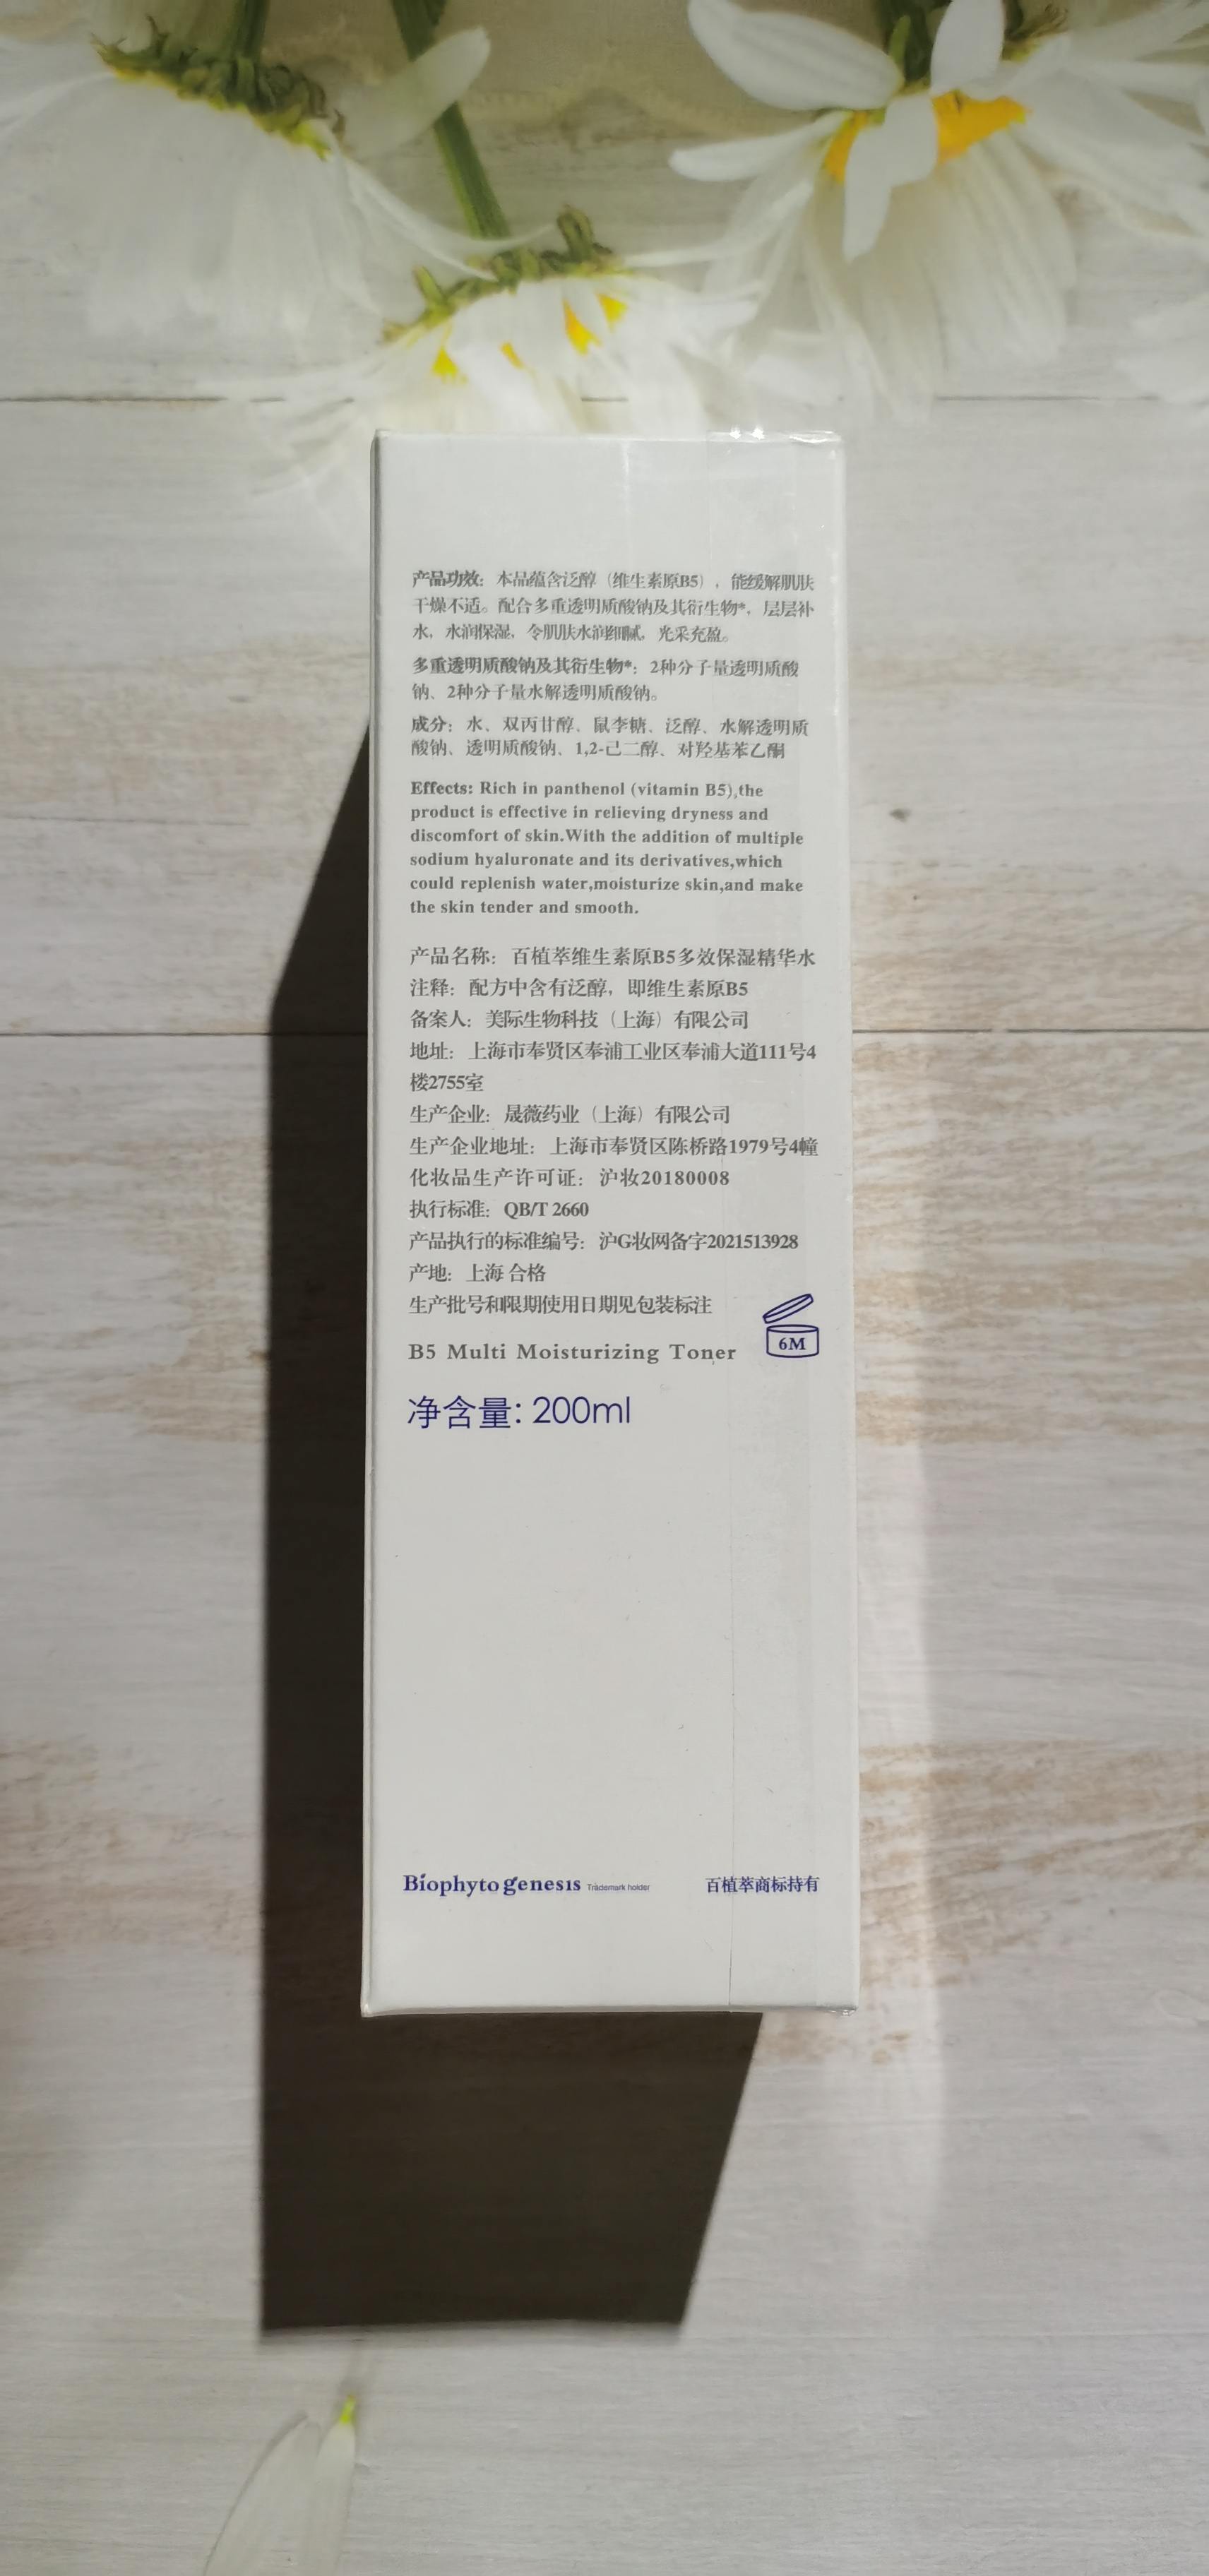 产品功效：本品蕴含泛醇（维生素原B5），能缓解肌肤
干燥不适。配合多重透明质酸钠及其衍生物*，层层补
水，水润保湿，令肌肤水润细腻，光采充盈。
多重透明质酸钠及其衍生物*：2种分子量透明质酸
钠、2种分子量水解透明质酸钠。
成分：水、双丙甘醇、鼠李糖、泛醇、水解透明质
酸钠、透明质酸钠、1,2-己二醇、对羟基苯乙酮
Effects: Rich in panthenol (vitamin B5),the
product is effective in relieving dryness and
discomfort of skin.With the addition of multiple
sodium hyaluronate and its derivatives,which
could replenish water,moisturize skin,and make
the skin tender and smooth.
产品名称：百植萃维生素原B5多效保湿精华水
注释：配方中含有泛醇，即维生素原B5
备案人：美际生物科技（上海）有限公司
地址：上海市奉贤区奉浦工业区奉浦大道111号4
楼2755室
生产企业：晟薇药业（上海）有限公司
生产企业地址：上海市奉贤区陈桥路1979号4幢
化妆品生产许可证：沪妆20180008
执行标准：QB/T 2660
产品执行的标准编号：沪G妆网备字2021513928
产地：上海 合格
生产批号和限期使用日期见包装标注
6M
B5 Multi Moisturizing Toner
净含量: 200ml
Biophytogenesis Trademark holder 百植萃商标持有